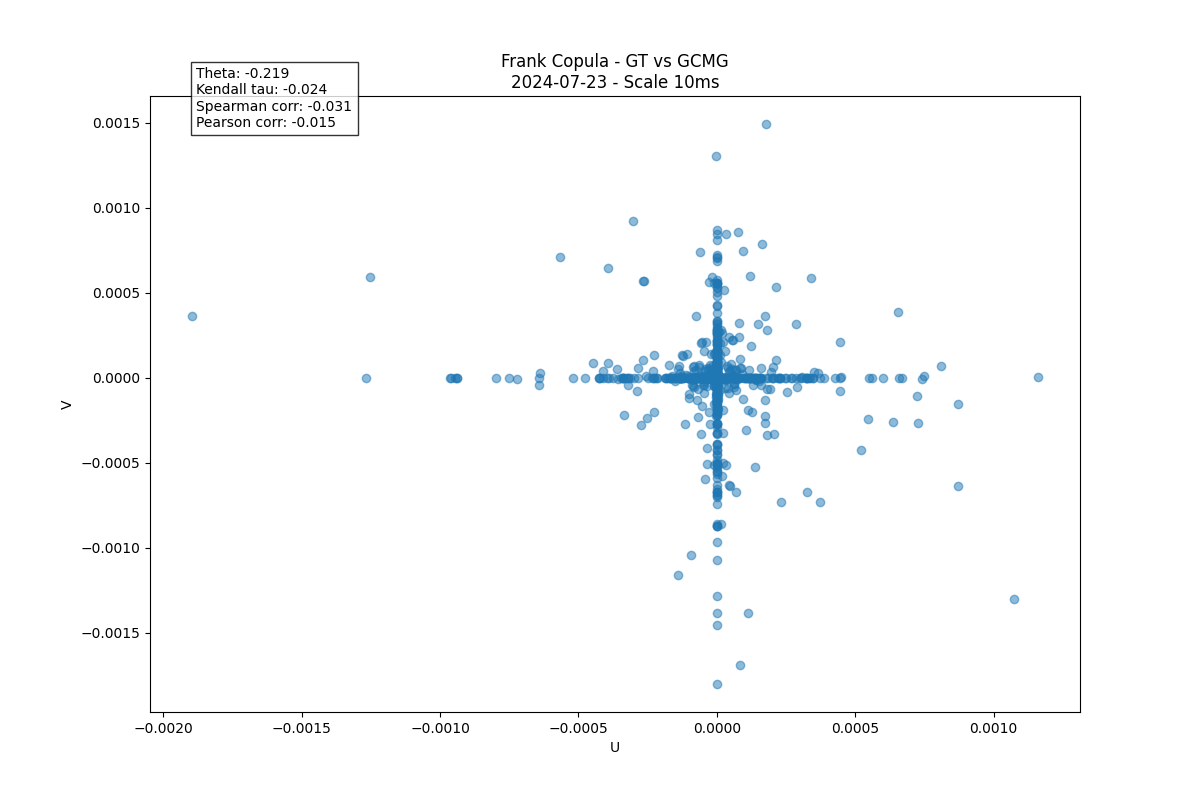 Frank Copula - GT vs GCMG
2024-07-23 - Scale 10ms
Theta: -0.219
Kendall tau: -0.024
Spearman corr: -0.031
Pearson corr: -0.015
0.0015
0.0010
0.0005
0.0000
−0.0005
−0.0010
−0.0015
V
−0.0020
−0.0015
−0.0010
−0.0005
0.0000
0.0005
0.0010
U